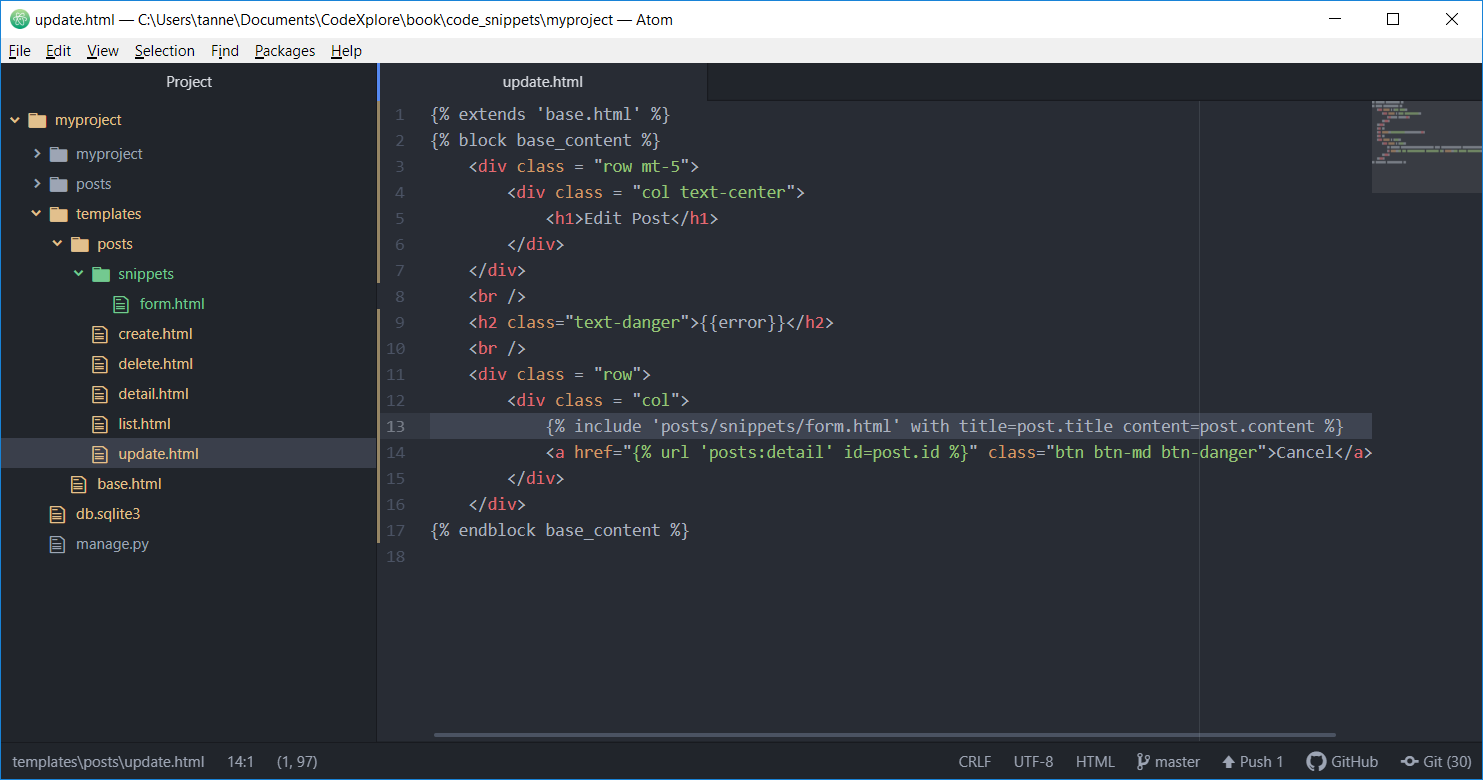 update.html — C:\Users\tanne\Documents\CodeXplore\book\code_snippets\myproject — Atom
File Edit View Selection Find Packages Help
Project
myproject
myproject
posts
templates
posts
snippets
form.html
create.html
delete.html
detail.html
list.html
update.html
base.html
db.sqlite3
manage.py
update.html
1 {% extends 'base.html' %}
2 {% block base_content %}
3 <div class = "row mt-5">
4 <div class = "col text-center">
5 <h1>Edit Post</h1>
6 </div>
7 </div>
8 <br />
9 <h2 class="text-danger">{{error}}</h2>
10 <br />
11 <div class = "row">
12 <div class = "col">
13 {% include 'posts/snippets/form.html' with title=post.title content=post.content %}
14 <a href="{% url 'posts:detail' id=post.id %}" class="btn btn-md btn-danger">Cancel</a>
15 </div>
16 </div>
17 {% endblock base_content %}
18
templates\posts\update.html 14:1 (1, 97) CRLF UTF-8 HTML master Push 1 GitHub Git (30)